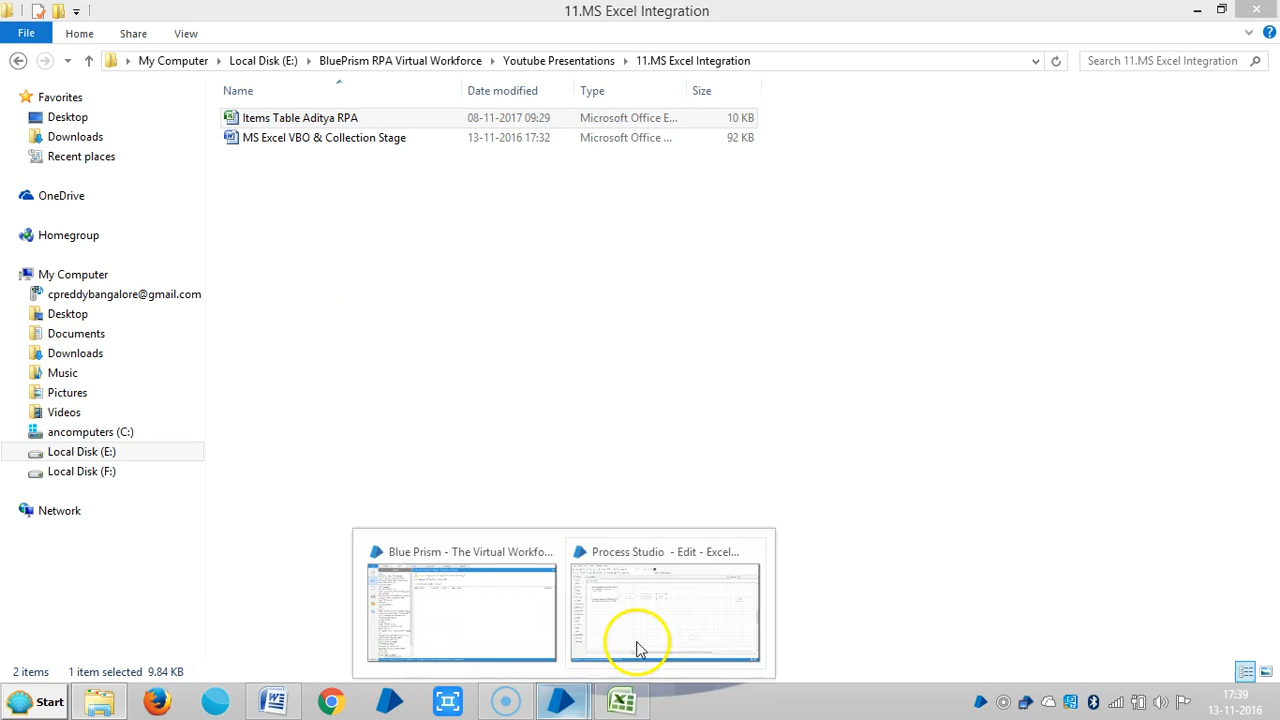 11.MS Excel Integration
File Home Share View
My Computer Local Disk (E:) BluePrism RPA Virtual Workforce Youtube Presentations 11.MS Excel Integration Search 11.MS Excel Integration
Name Date modified Type Size
Favorites
Desktop
Downloads
Recent places
OneDrive
Homegroup
My Computer
cpreddybangalore@gmail.com
Desktop
Documents
Downloads
Music
Pictures
Videos
ancomputers (C:)
Local Disk (E:)
Local Disk (F:)
Network
Items Table Aditya RPA 08-11-2017 09:29 Microsoft Office E... 10 KB
MS Excel VBO & Collection Stage 13-11-2016 17:32 Microsoft Office ... 92 KB
Blue Prism - The Virtual Workfo... Process Studio - Edit - Excel...
2 items 1 item selected 9.84 KB
Start
17:39
13-11-2016